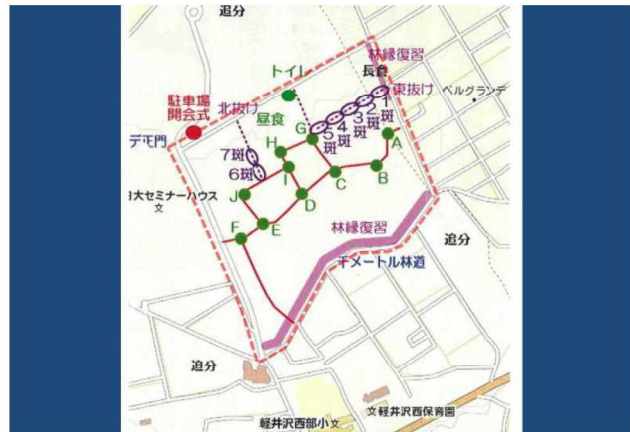 追分
林縁復習
長倉
東抜け
トイレ
ベルグランデ
駐車場
開会式
北抜け
昼食
1班
2班
3班
4班
5班
G
A
デモ門
H
7班
6班
I
C
B
大セミナーハウス
文
J
D
林縁復習
F
E
追分
千メートル林道
追分
文軽井沢西保育園
軽井沢西部小文